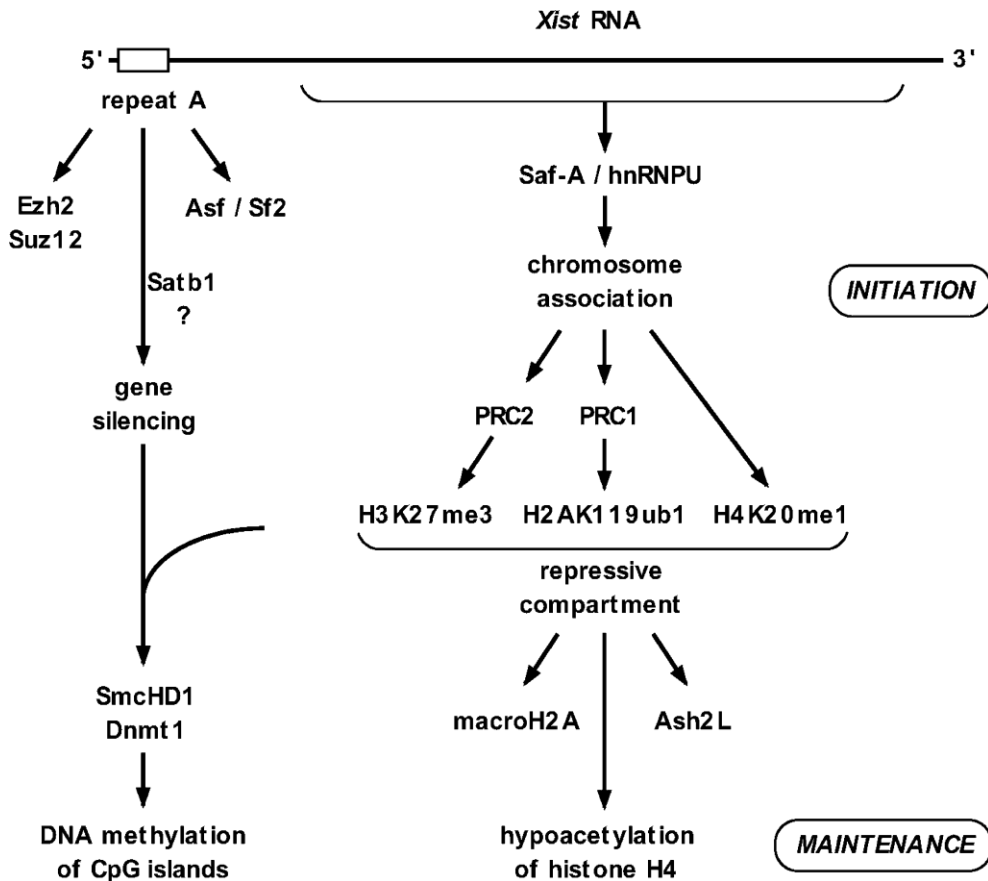 Xist RNA
5'
3'
repeat A
Ezh2
Suz12
Asf / Sf2
Saf-A / hnRNPU
Satb1
?
chromosome
association
INITIATION
gene
silencing
PRC2
PRC1
H3K27me3
H2AK119ub1
H4K20me1
repressive
compartment
SmcHD1
Dnmt1
macroH2A
Ash2L
DNA methylation
of CpG islands
hypoacetylation
of histone H4
MAINTENANCE